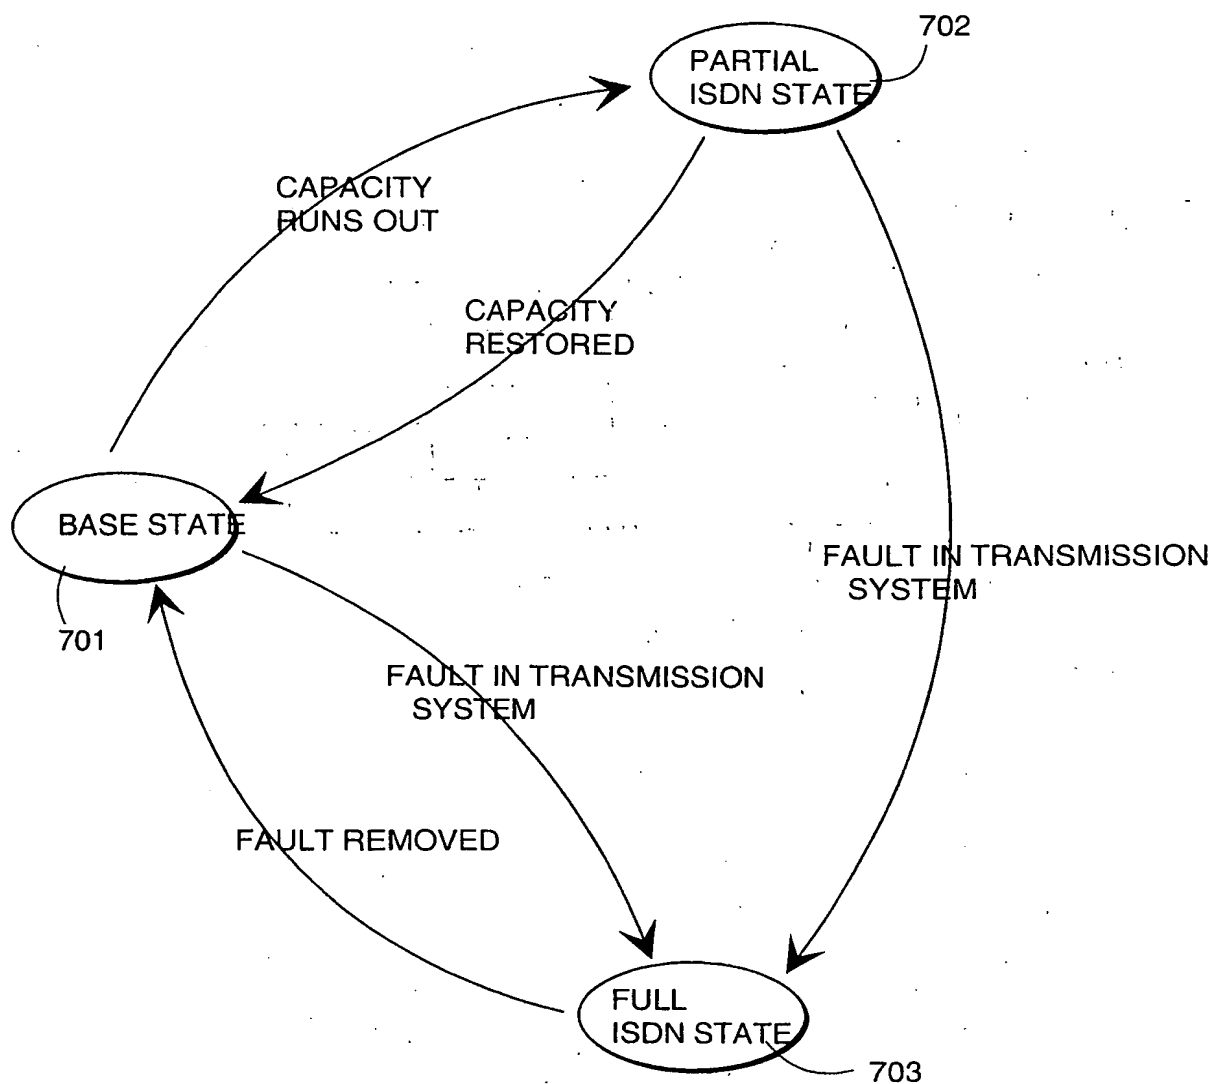 702
PARTIAL
ISDN STATE
CAPACITY
RUNS OUT
CAPACITY
RESTORED
BASE STATE
701
FAULT IN TRANSMISSION
SYSTEM
FAULT IN TRANSMISSION
SYSTEM
FAULT REMOVED
FULL
ISDN STATE
703